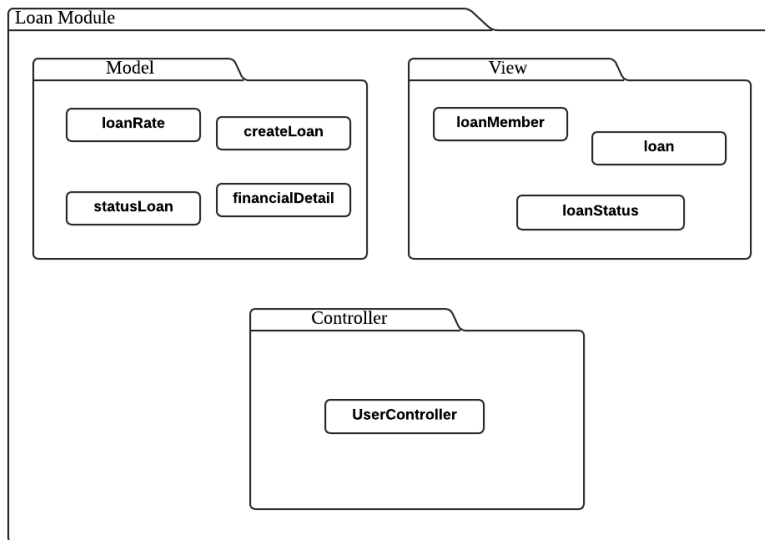 Loan Module
Model
loanRate
createLoan
statusLoan
financialDetail
View
loanMember
loan
loanStatus
Controller
UserController